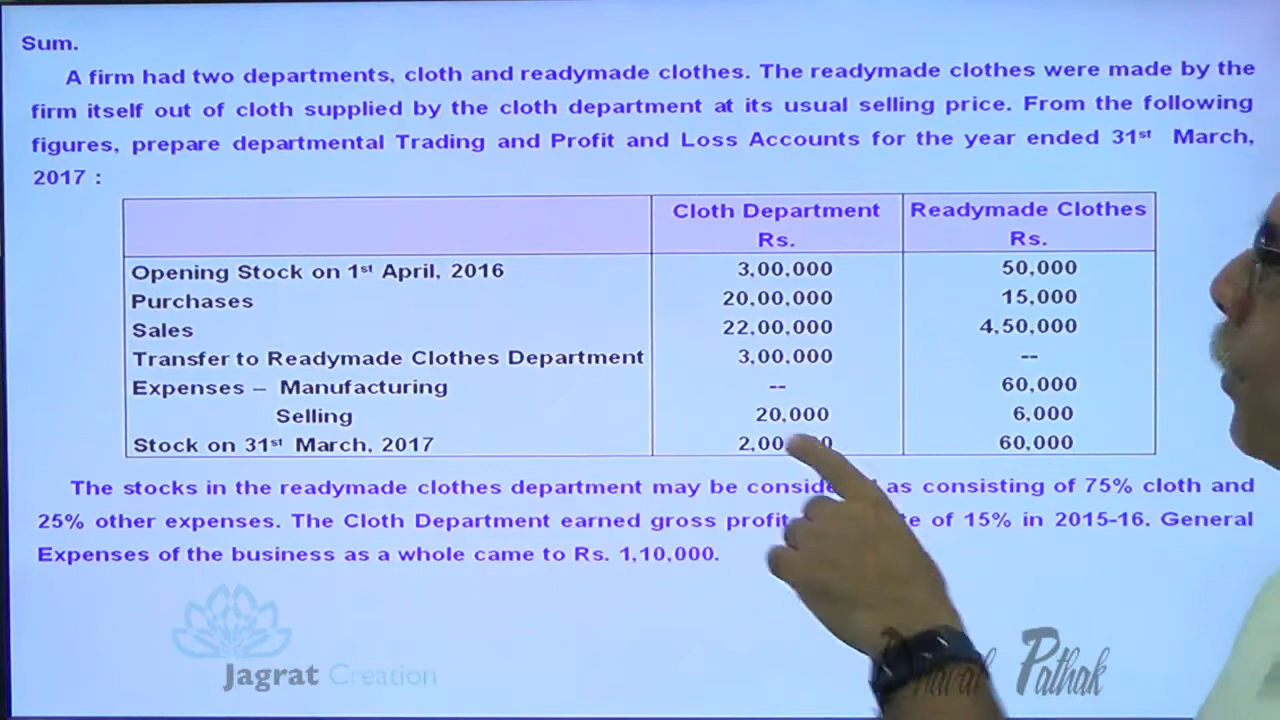 Sum.
A firm had two departments, cloth and readymade clothes. The readymade clothes were made by the
firm itself out of cloth supplied by the cloth department at its usual selling price. From the following
figures, prepare departmental Trading and Profit and Loss Accounts for the year ended 31st March,
2017 :
Cloth Department Readymade Clothes
Rs. Rs.
Opening Stock on 1st April, 2016 3,00,000 50,000
Purchases 20,00,000 15,000
Sales 22,00,000 4,50,000
Transfer to Readymade Clothes Department 3,00,000 --
Expenses – Manufacturing -- 60,000
Selling 20,000 6,000
Stock on 31st March, 2017 60,000
The stocks in the readymade clothes department may be as consisting of 75% cloth and
25% other expenses. The Cloth Department earned gross profit of 15% in 2015-16. General
Expenses of the business as a whole came to Rs. 1,10,000.
Jagrat Creation
Pathak